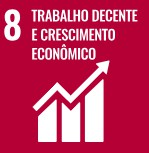 8 TRABALHO DECENTE
E CRESCIMENTO
ECONÔMICO